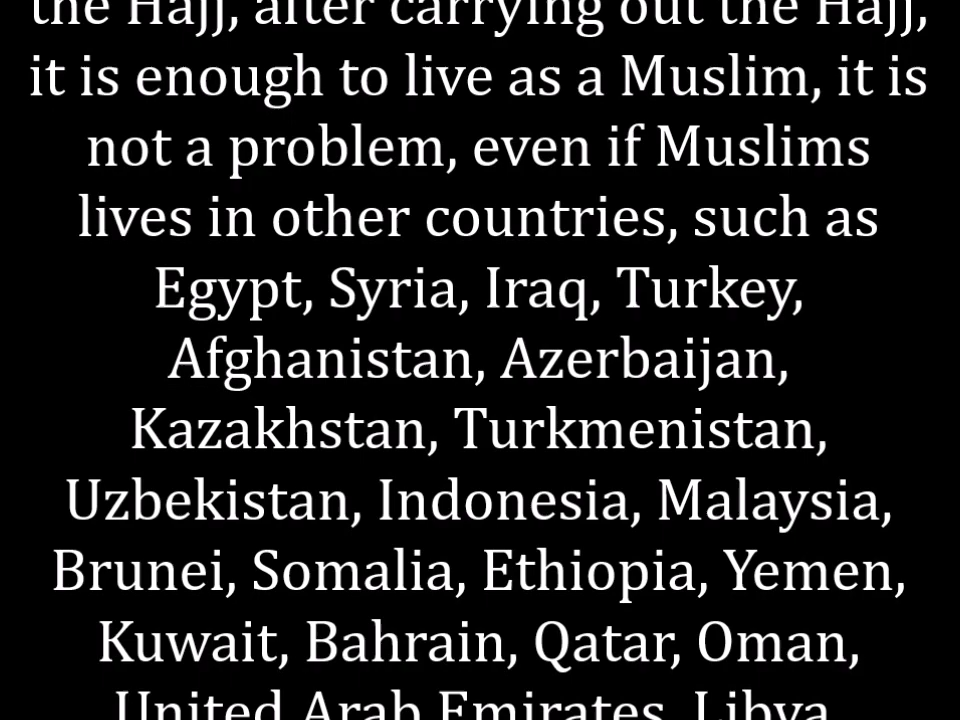 the Hajj, after carrying out the Hajj,
it is enough to live as a Muslim, it is
not a problem, even if Muslims
lives in other countries, such as
Egypt, Syria, Iraq, Turkey,
Afghanistan, Azerbaijan,
Kazakhstan, Turkmenistan,
Uzbekistan, Indonesia, Malaysia,
Brunei, Somalia, Ethiopia, Yemen,
Kuwait, Bahrain, Qatar, Oman,
United Arab Emirates, Libya,